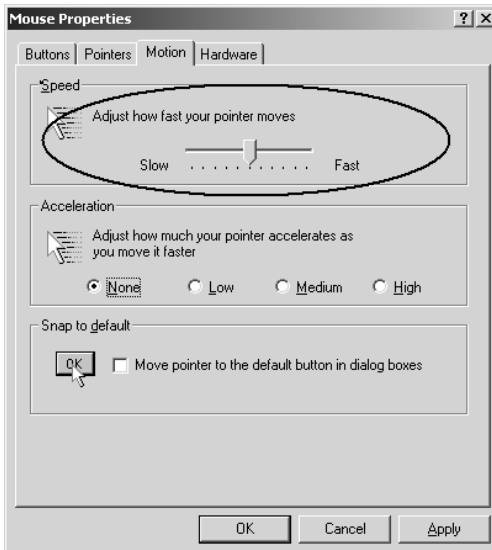 Mouse Properties
Buttons Pointers Motion Hardware
Speed
Adjust how fast your pointer moves
Slow Fast
Acceleration
Adjust how much your pointer accelerates as
you move it faster
None Low Medium High
Snap to default
OK Move pointer to the default button in dialog boxes
OK Cancel Apply